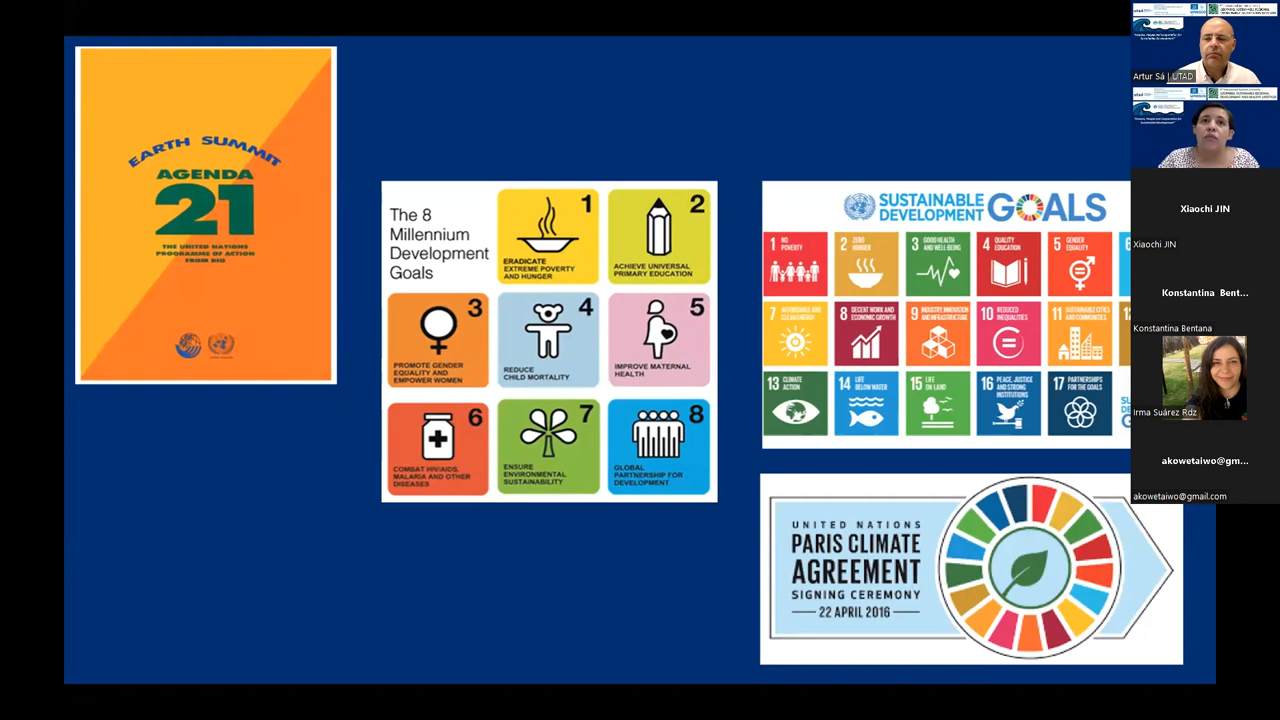 EARTH SUMMIT
AGENDA
21
THE UNITED NATIONS
PROGRAMME OF ACTION
FROM RIO
The 8
Millennium
Development
Goals
1
ERADICATE
EXTREME POVERTY
AND HUNGER
2
ACHIEVE UNIVERSAL
PRIMARY EDUCATION
3
PROMOTE GENDER
EQUALITY AND
EMPOWER WOMEN
4
REDUCE
CHILD MORTALITY
5
IMPROVE MATERNAL
HEALTH
6
COMBAT HIV/AIDS,
MALARIA AND OTHER
DISEASES
7
ENSURE
ENVIRONMENTAL
SUSTAINABILITY
8
GLOBAL
PARTNERSHIP FOR
DEVELOPMENT
SUSTAINABLE
DEVELOPMENT
GOALS
1 NO
POVERTY
2 ZERO
HUNGER
3 GOOD HEALTH
AND WELL-BEING
4 QUALITY
EDUCATION
5 GENDER
EQUALITY
6
7 AFFORDABLE AND
CLEAN ENERGY
8 DECENT WORK AND
ECONOMIC GROWTH
9 INDUSTRY, INNOVATION
AND INFRASTRUCTURE
10 REDUCED
INEQUALITIES
11 SUSTAINABLE CITIES
AND COMMUNITIES
13 CLIMATE
ACTION
14 LIFE
BELOW WATER
15 LIFE
ON LAND
16 PEACE, JUSTICE
AND STRONG
INSTITUTIONS
17 PARTNERSHIPS
FOR THE GOALS
UNITED NATIONS
PARIS CLIMATE
AGREEMENT
SIGNING CEREMONY
22 APRIL 2016
Artur Sá | UTAD
Xiaochi JIN
Xiaochi JIN
Konstantina Bent...
Konstantina Bentana
Irma Suárez Rdz
akowetaiwo@gm...
akowetaiwo@gmail.com